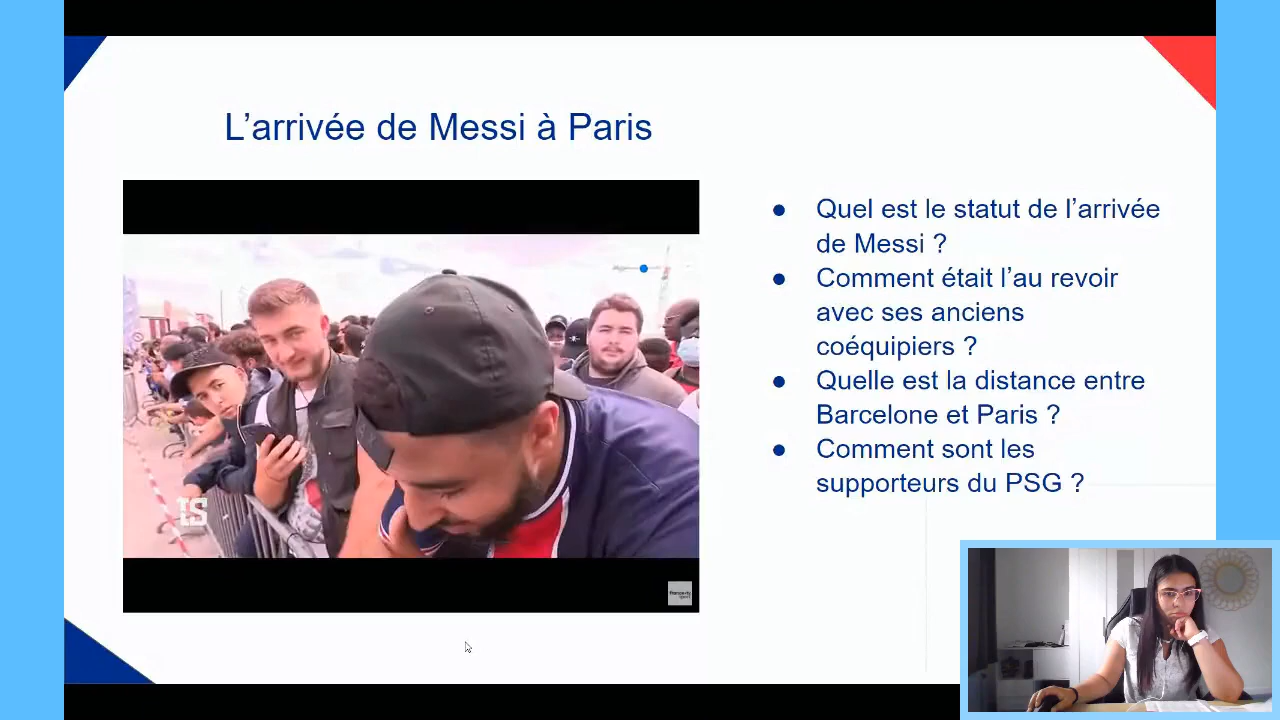 L’arrivée de Messi à Paris
● Quel est le statut de l’arrivée
de Messi ?
● Comment était l’au revoir
avec ses anciens
coéquipiers ?
● Quelle est la distance entre
Barcelone et Paris ?
● Comment sont les
supporteurs du PSG ?